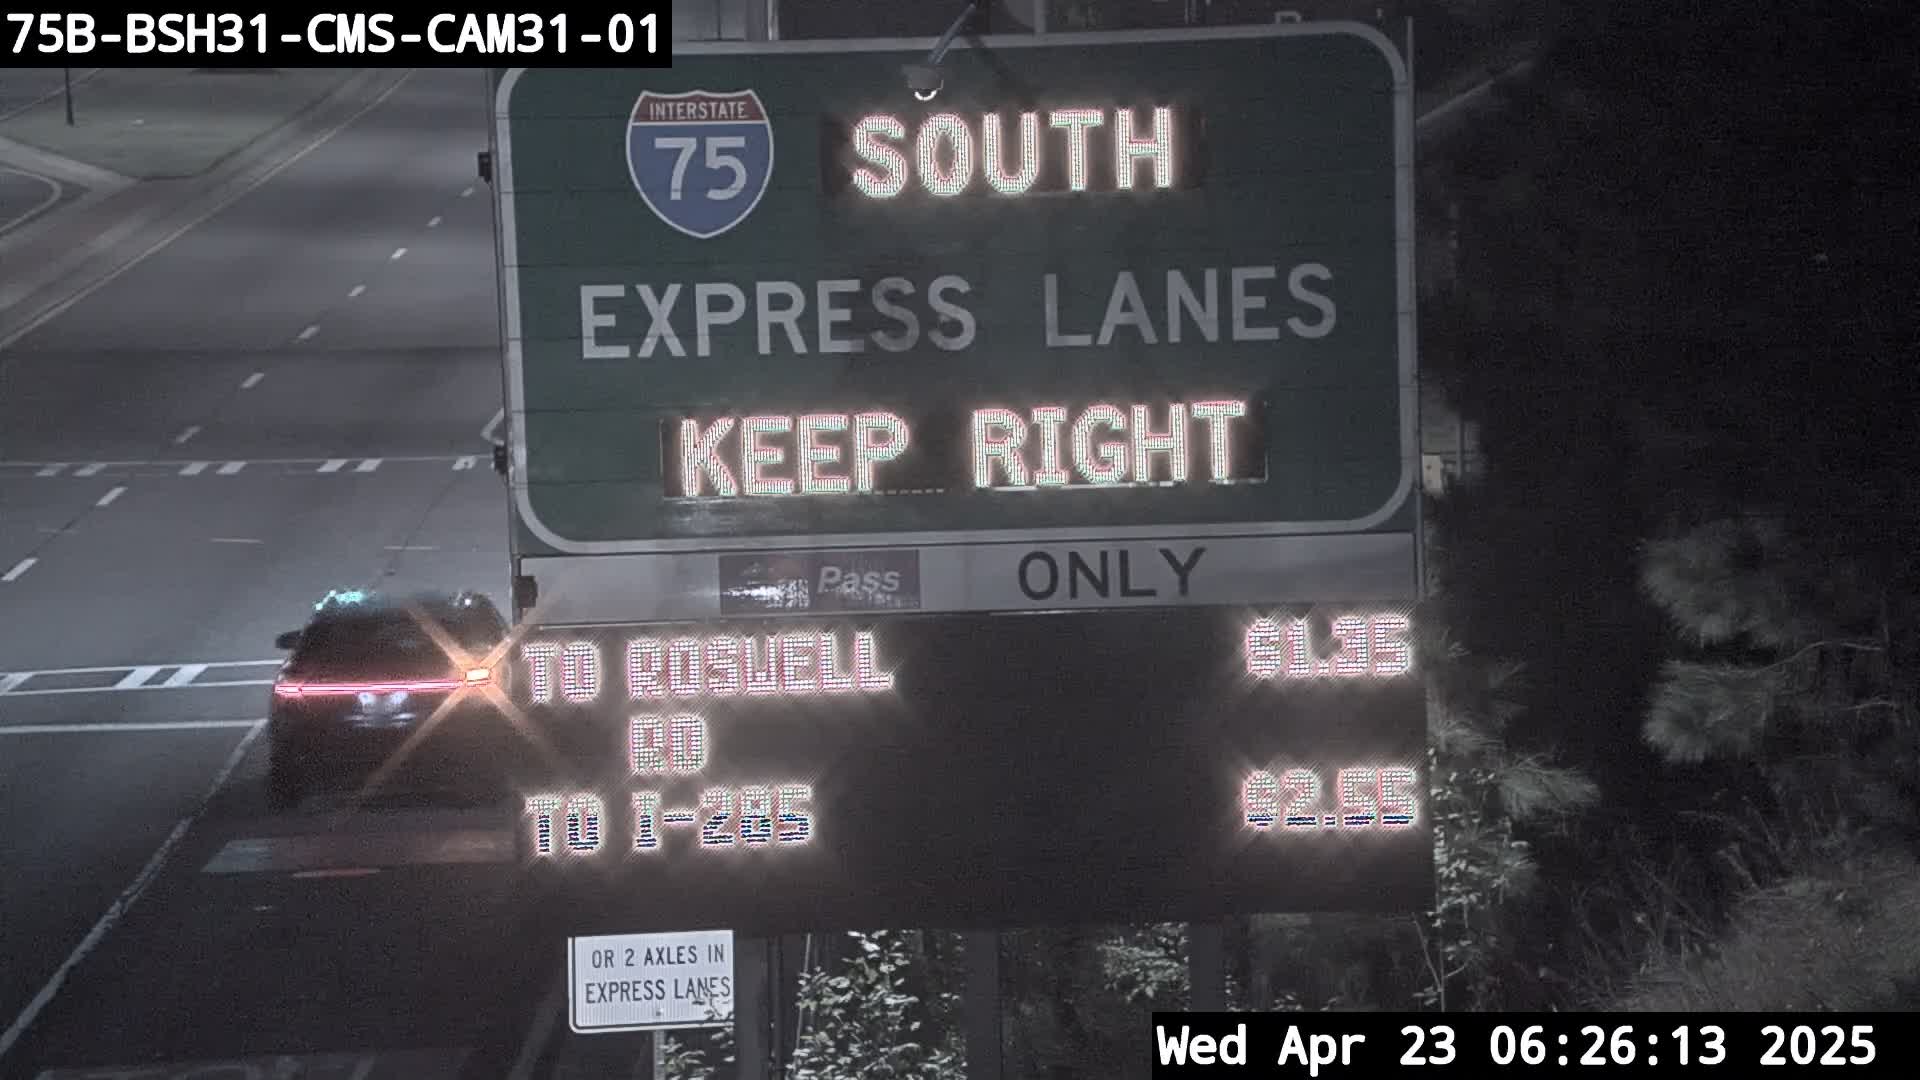 75B-BSH31-CMS-CAM31-01
INTERSTATE
75
SOUTH
EXPRESS LANES
KEEP RIGHT
Pass ONLY
TO ROSWELL $1.35
RD
TO I-285 $2.55
OR 2 AXLES IN
EXPRESS LANES
Wed Apr 23 06:26:13 2025